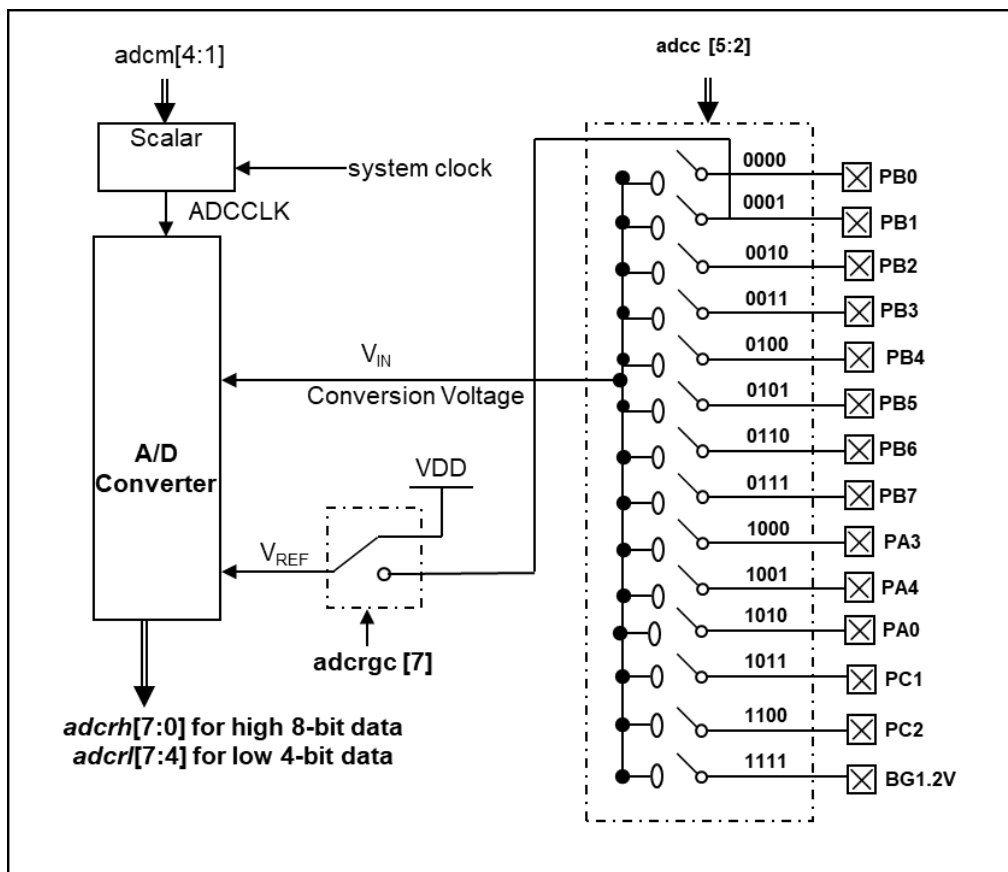 adcm[4:1]
Scalar
system clock
ADCCLK
A/D
Converter
VIN
Conversion Voltage
VDD
VREF
adcrgc [7]
adcrh[7:0] for high 8-bit data
adcrl[7:4] for low 4-bit data
adcc [5:2]
0000 PB0
0001 PB1
0010 PB2
0011 PB3
0100 PB4
0101 PB5
0110 PB6
0111 PB7
1000 PA3
1001 PA4
1010 PA0
1011 PC1
1100 PC2
1111 BG1.2V